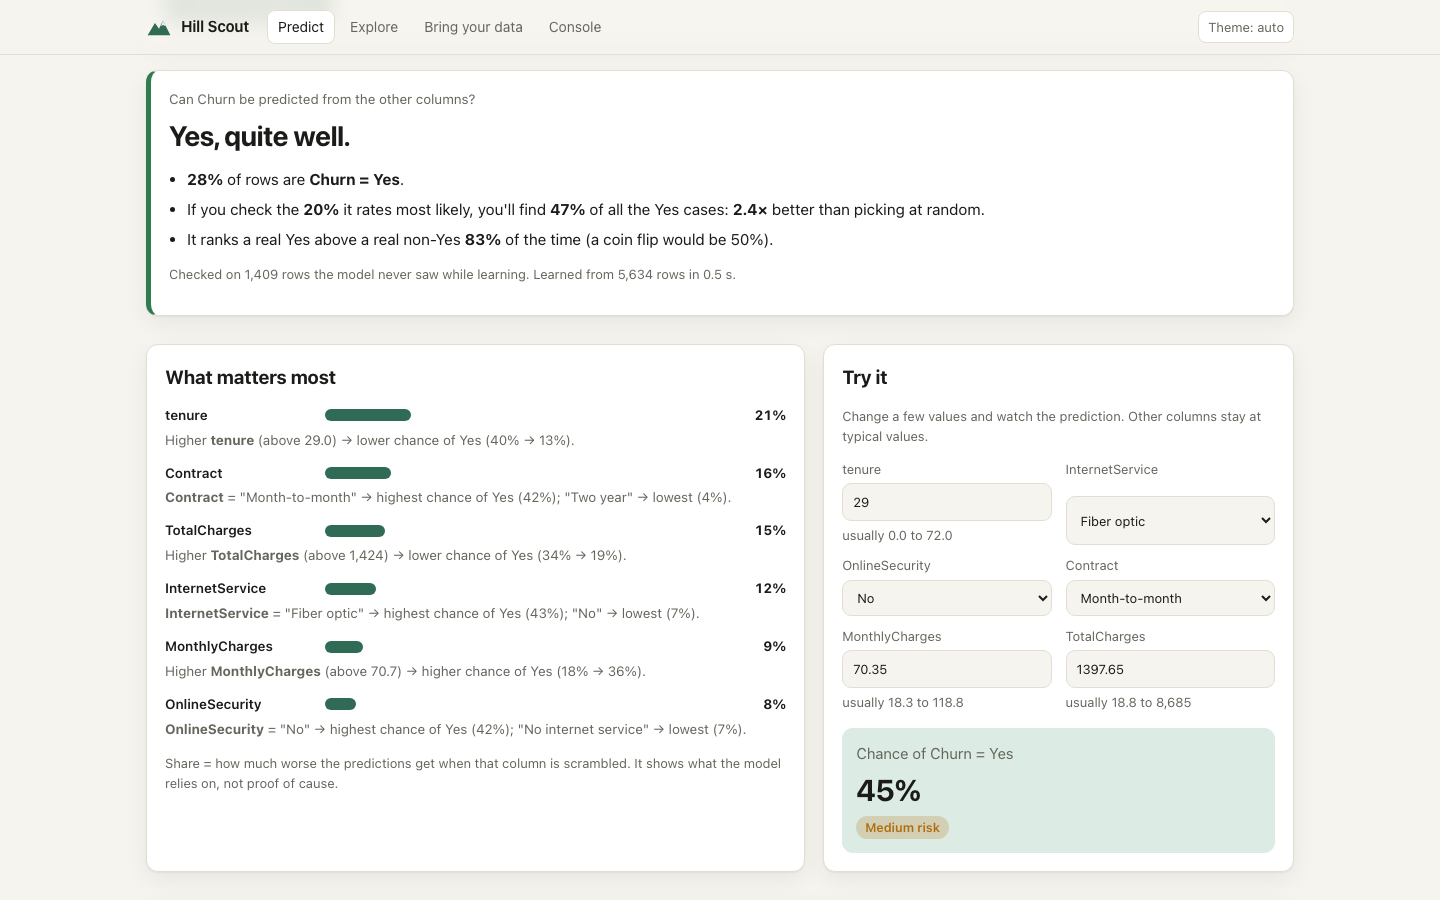 Hill Scout
Predict
Explore
Bring your data
Console
Theme: auto
Can Churn be predicted from the other columns?
Yes, quite well.
• 28% of rows are Churn = Yes.
• If you check the 20% it rates most likely, you'll find 47% of all the Yes cases: 2.4× better than picking at random.
• It ranks a real Yes above a real non-Yes 83% of the time (a coin flip would be 50%).
Checked on 1,409 rows the model never saw while learning. Learned from 5,634 rows in 0.5 s.
What matters most
tenure 21%
Higher tenure (above 29.0) → lower chance of Yes (40% → 13%).
Contract 16%
Contract = "Month-to-month" → highest chance of Yes (42%); "Two year" → lowest (4%).
TotalCharges 15%
Higher TotalCharges (above 1,424) → lower chance of Yes (34% → 19%).
InternetService 12%
InternetService = "Fiber optic" → highest chance of Yes (43%); "No" → lowest (7%).
MonthlyCharges 9%
Higher MonthlyCharges (above 70.7) → higher chance of Yes (18% → 36%).
OnlineSecurity 8%
OnlineSecurity = "No" → highest chance of Yes (42%); "No internet service" → lowest (7%).
Share = how much worse the predictions get when that column is scrambled. It shows what the model
relies on, not proof of cause.
Try it
Change a few values and watch the prediction. Other columns stay at
typical values.
tenure
29
usually 0.0 to 72.0
InternetService
Fiber optic
OnlineSecurity
No
Contract
Month-to-month
MonthlyCharges
70.35
usually 18.3 to 118.8
TotalCharges
1397.65
usually 18.8 to 8,685
Chance of Churn = Yes
45%
Medium risk